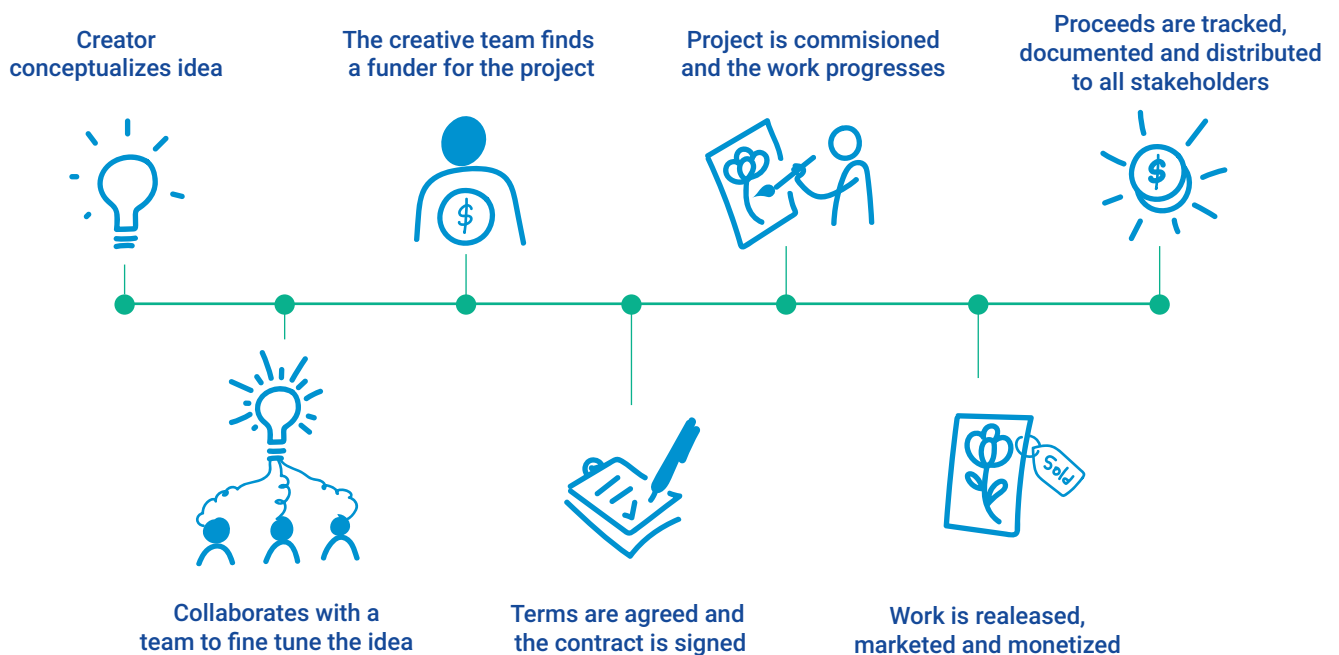 Creator
conceptualizes idea
The creative team finds
a funder for the project
Project is commisioned
and the work progresses
Proceeds are tracked,
documented and distributed
to all stakeholders
$
$
Sold
Collaborates with a
team to fine tune the idea
Terms are agreed and
the contract is signed
Work is realeased,
marketed and monetized